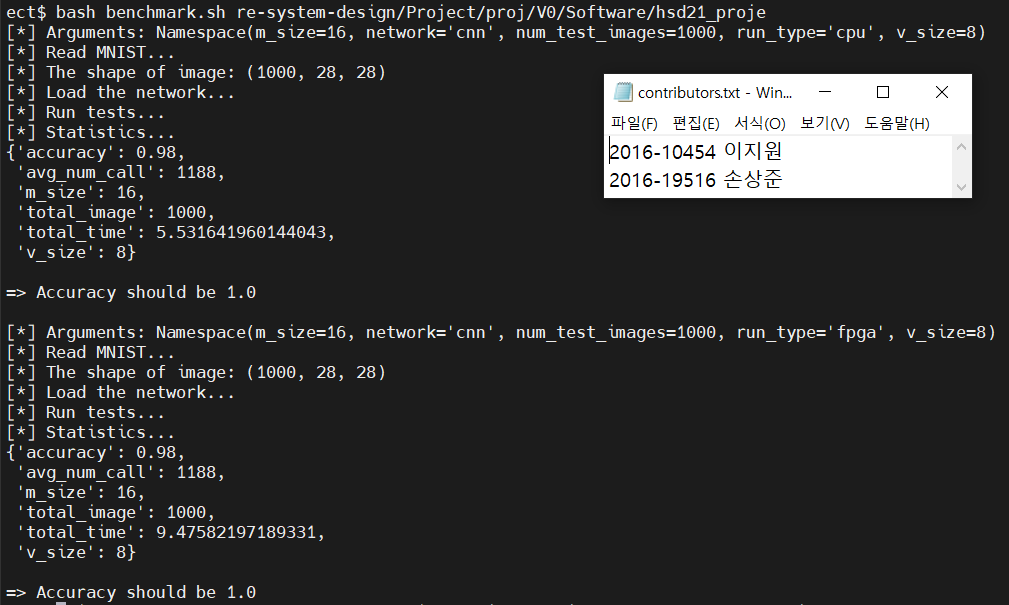 ect$ bash benchmark.sh re-system-design/Project/proj/V0/Software/hsd21_proje
[*] Arguments: Namespace(m_size=16, network='cnn', num_test_images=1000, run_type='cpu', v_size=8)
[*] Read MNIST...
[*] The shape of image: (1000, 28, 28)
[*] Load the network...
[*] Run tests...
[*] Statistics...
{'accuracy': 0.98,
'avg_num_call': 1188,
'm_size': 16,
'total_image': 1000,
'total_time': 5.531641960144043,
'v_size': 8}
=> Accuracy should be 1.0
[*] Arguments: Namespace(m_size=16, network='cnn', num_test_images=1000, run_type='fpga', v_size=8)
[*] Read MNIST...
[*] The shape of image: (1000, 28, 28)
[*] Load the network...
[*] Run tests...
[*] Statistics...
{'accuracy': 0.98,
'avg_num_call': 1188,
'm_size': 16,
'total_image': 1000,
'total_time': 9.47582197189331,
'v_size': 8}
=> Accuracy should be 1.0
contributors.txt - Win...
파일(F) 편집(E) 서식(O) 보기(V) 도움말(H)
2016-10454 이지원
2016-19516 손상준